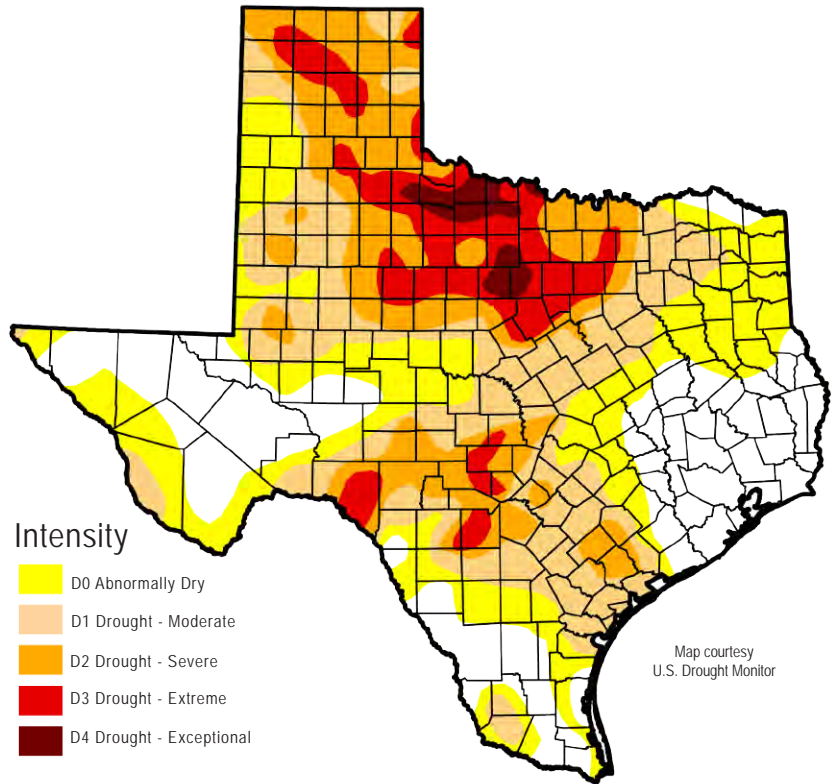 Intensity
D0 Abnormally Dry
D1 Drought - Moderate
D2 Drought - Severe
D3 Drought - Extreme
D4 Drought - Exceptional
Map courtesy
U.S. Drought Monitor